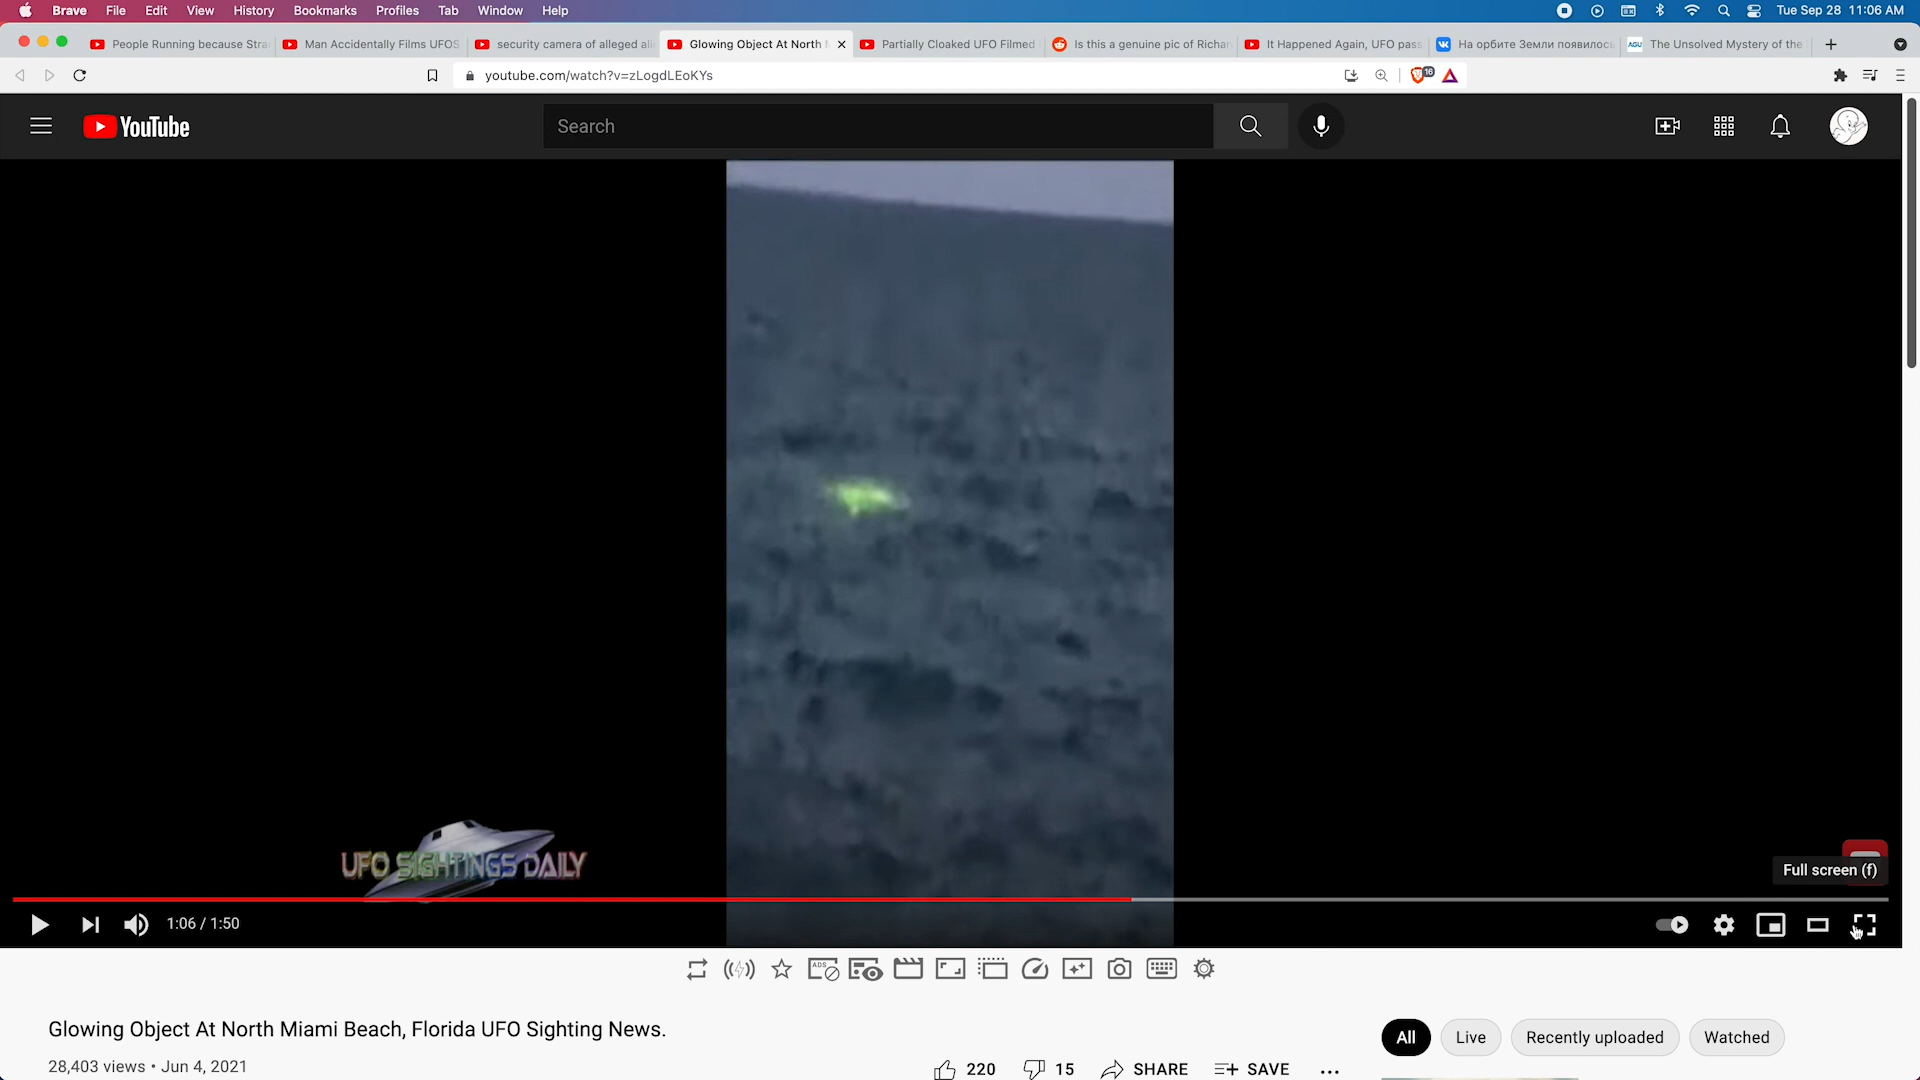 Brave File Edit View History Bookmarks Profiles Tab Window Help Tue Sep 28 11:06 AM
People Running because Stra Man Accidentally Films UFOS security camera of alleged ali Glowing Object At North Partially Cloaked UFO Filmed Is this a genuine pic of Richar It Happened Again, UFO pass На орбите Земли появилос AGU The Unsolved Mystery of the
youtube.com/watch?v=zLogdLEoKYs 16
YouTube Search
UFO SIGHTINGS DAILY
Full screen (f)
1:06 / 1:50
ADS
Glowing Object At North Miami Beach, Florida UFO Sighting News.
All Live Recently uploaded Watched
28,403 views • Jun 4, 2021
220 15 SHARE SAVE